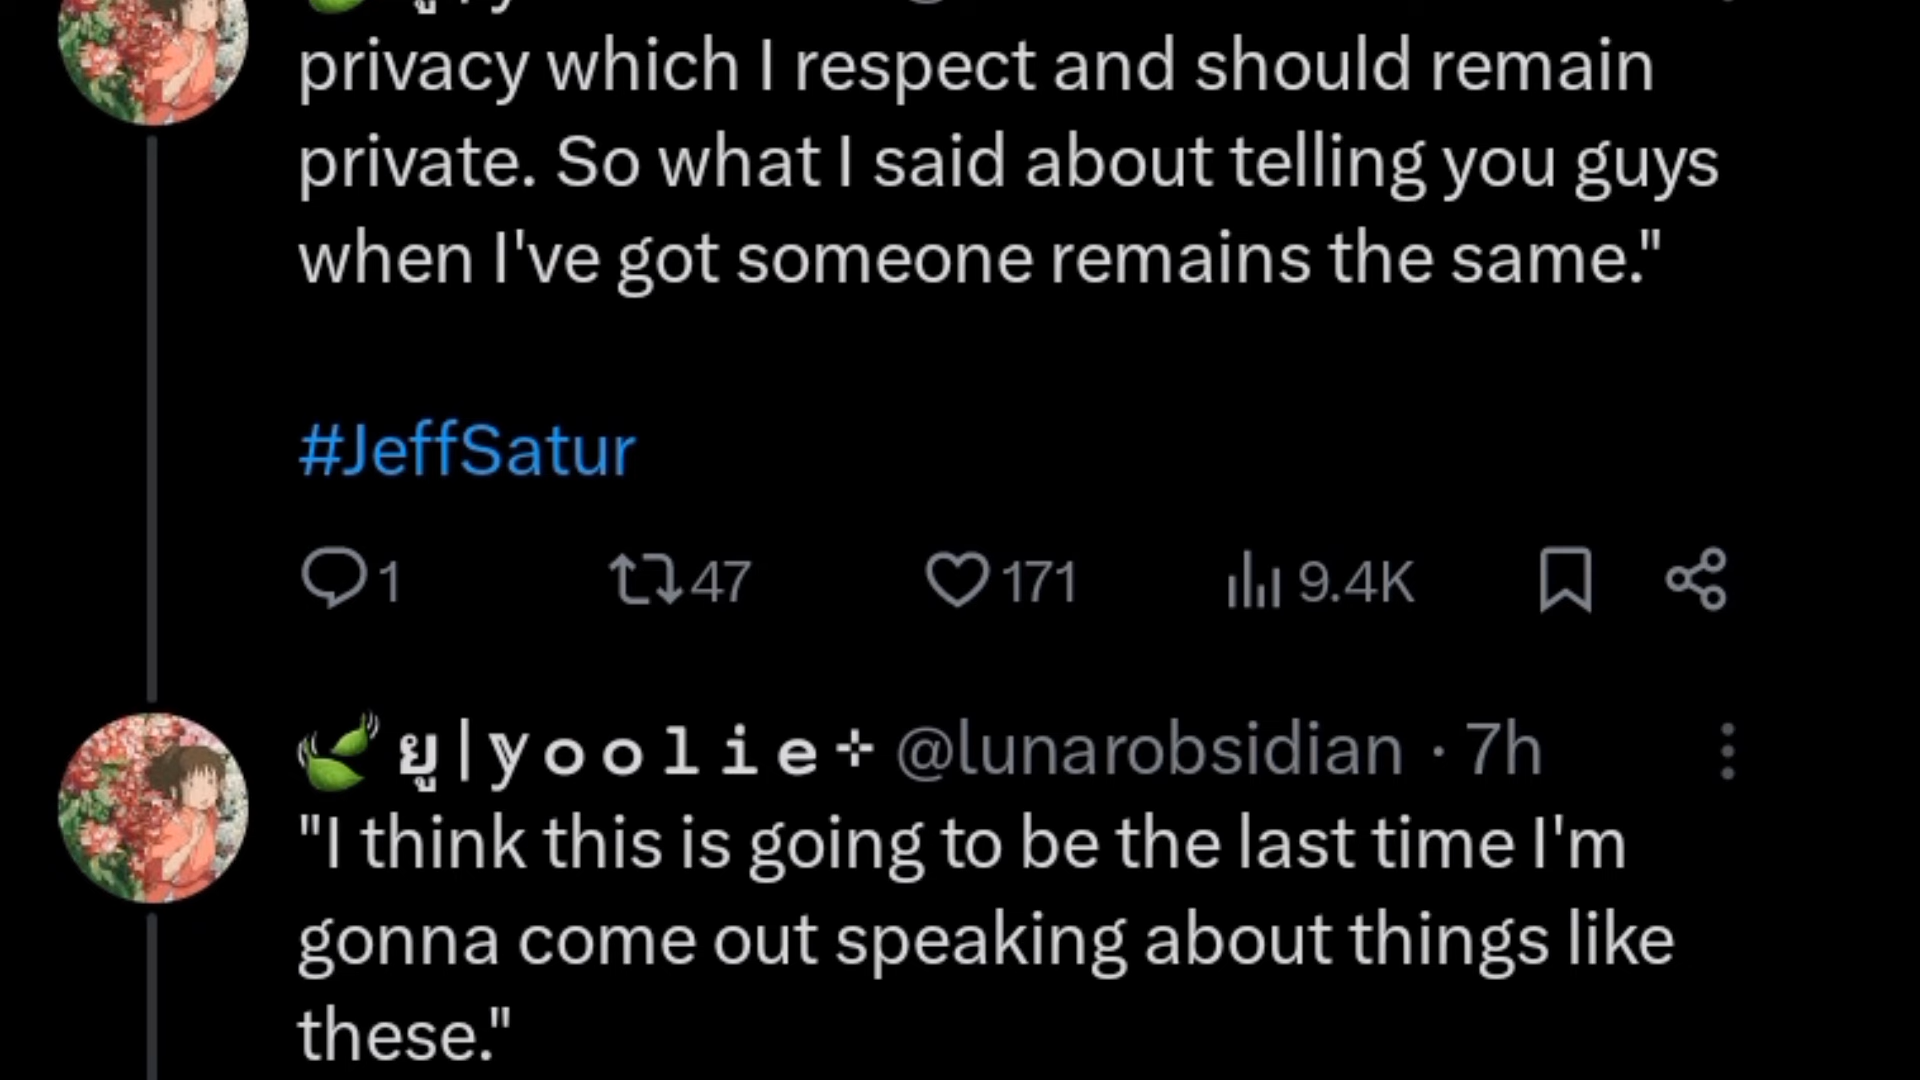 privacy which I respect and should remain
private. So what I said about telling you guys
when I've got someone remains the same."
#JeffSatur
1 47 171 9.4K
ยู | y o o l i e ⊹ @lunarobsidian · 7h
"I think this is going to be the last time I'm
gonna come out speaking about things like
these."